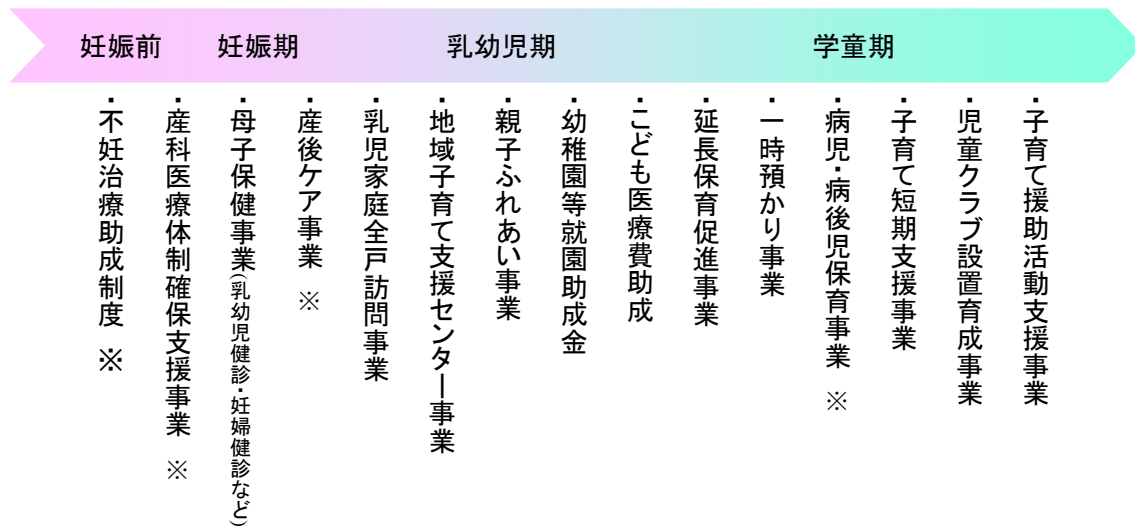 妊娠前 妊娠期 乳幼児期 学童期
・不妊治療助成制度 ※
・産科医療体制確保支援事業 ※
・母子保健事業(乳幼児健診・妊婦健診など)
・産後ケア事業 ※
・乳児家庭全戸訪問事業
・地域子育て支援センター事業
・親子ふれあい事業
・幼稚園等就園助成金
・こども医療費助成
・延長保育促進事業
・一時預かり事業
・病児・病後児保育事業 ※
・子育て短期支援事業
・児童クラブ設置育成事業
・子育て援助活動支援事業